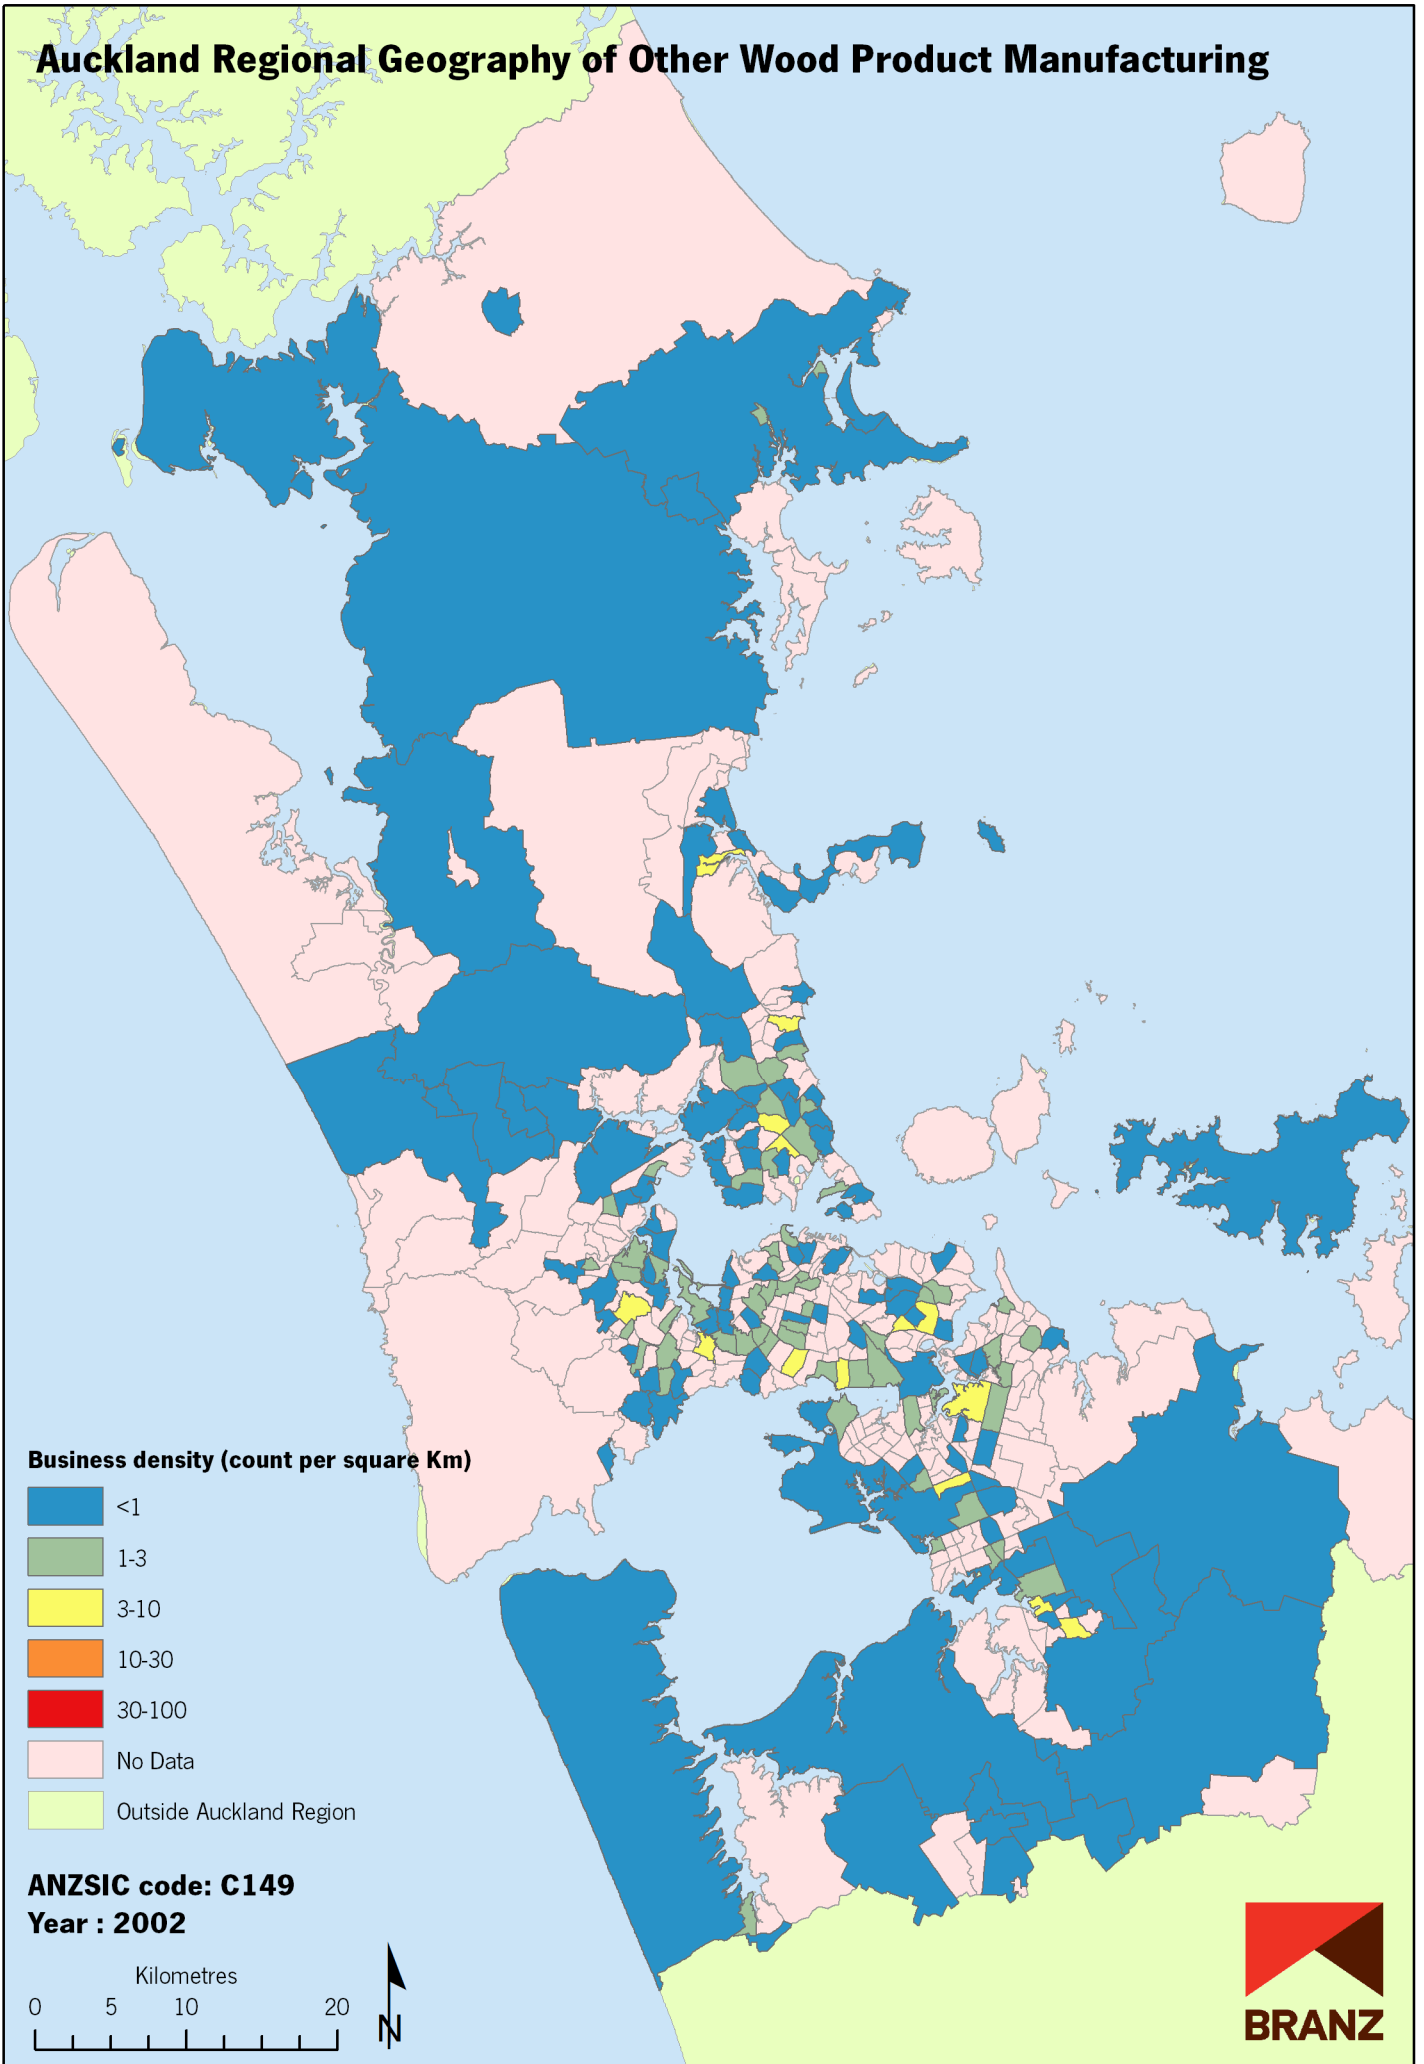 Auckland Regional Geography of Other Wood Product Manufacturing
Business density (count per square Km)
<1
1-3
3-10
10-30
30-100
No Data
Outside Auckland Region
ANZSIC code: C149
Year : 2002
Kilometres
0 5 10 20
N
BRANZ